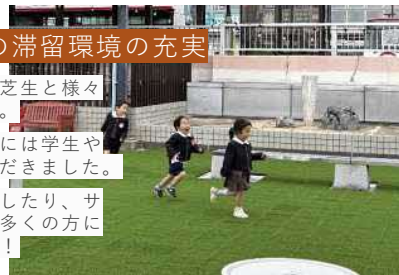 の滞留環境の充実
芝生と様々
。
には学生や
だきました。
したり、サ
多くの方に
！